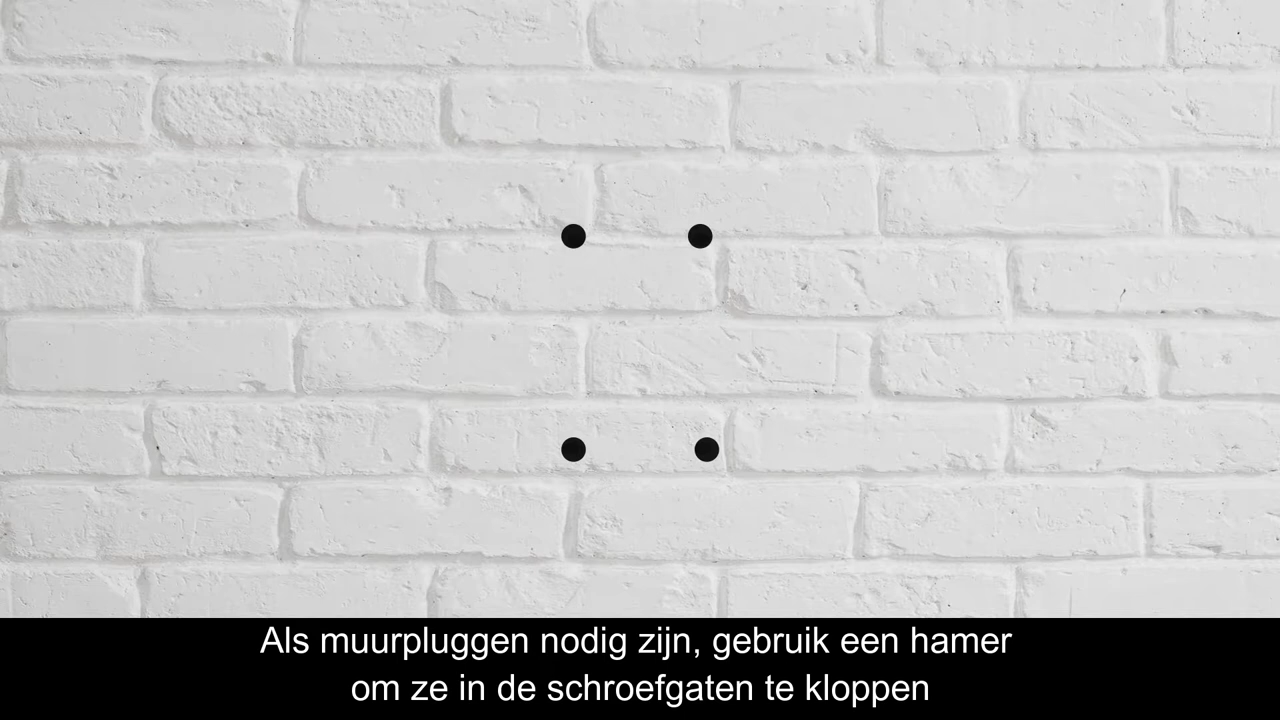 Als muurpluggen nodig zijn, gebruik een hamer
om ze in de schroefgaten te kloppen